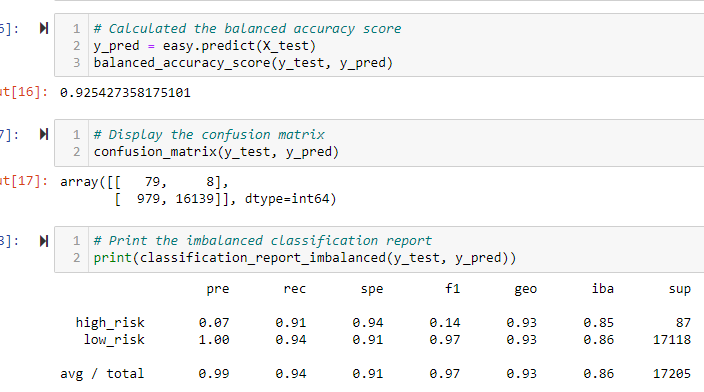 6]: 1 # Calculated the balanced accuracy score
2 y_pred = easy.predict(X_test)
3 balanced_accuracy_score(y_test, y_pred)
ut[16]: 0.925427358175101
7]: 1 # Display the confusion matrix
2 confusion_matrix(y_test, y_pred)
ut[17]: array([[ 79, 8],
[ 979, 16139]], dtype=int64)
8]: 1 # Print the imbalanced classification report
2 print(classification_report_imbalanced(y_test, y_pred))
pre rec spe f1 geo iba sup
high_risk 0.07 0.91 0.94 0.14 0.93 0.85 87
low_risk 1.00 0.94 0.91 0.97 0.93 0.86 17118
avg / total 0.99 0.94 0.91 0.97 0.93 0.86 17205